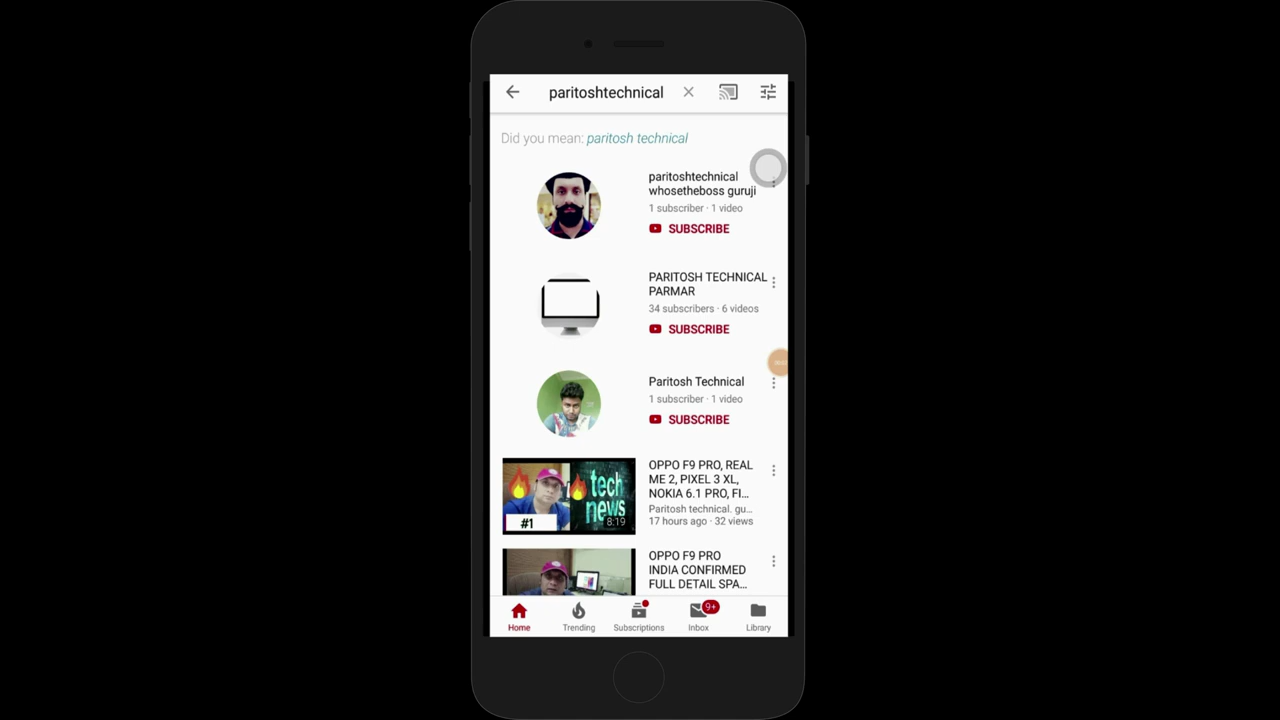 paritoshtechnical
Did you mean: paritosh technical
paritoshtechnical
whosetheboss guruji
1 subscriber · 1 video
SUBSCRIBE
PARITOSH TECHNICAL
PARMAR
34 subscribers · 6 videos
SUBSCRIBE
Paritosh Technical
1 subscriber · 1 video
SUBSCRIBE
tech
news
#1
8:19
OPPO F9 PRO, REAL
ME 2, PIXEL 3 XL,
NOKIA 6.1 PRO, FI...
Paritosh technical. gu...
17 hours ago · 32 views
OPPO F9 PRO
INDIA CONFIRMED
FULL DETAIL SPA...
9+
Home
Trending
Subscriptions
Inbox
Library